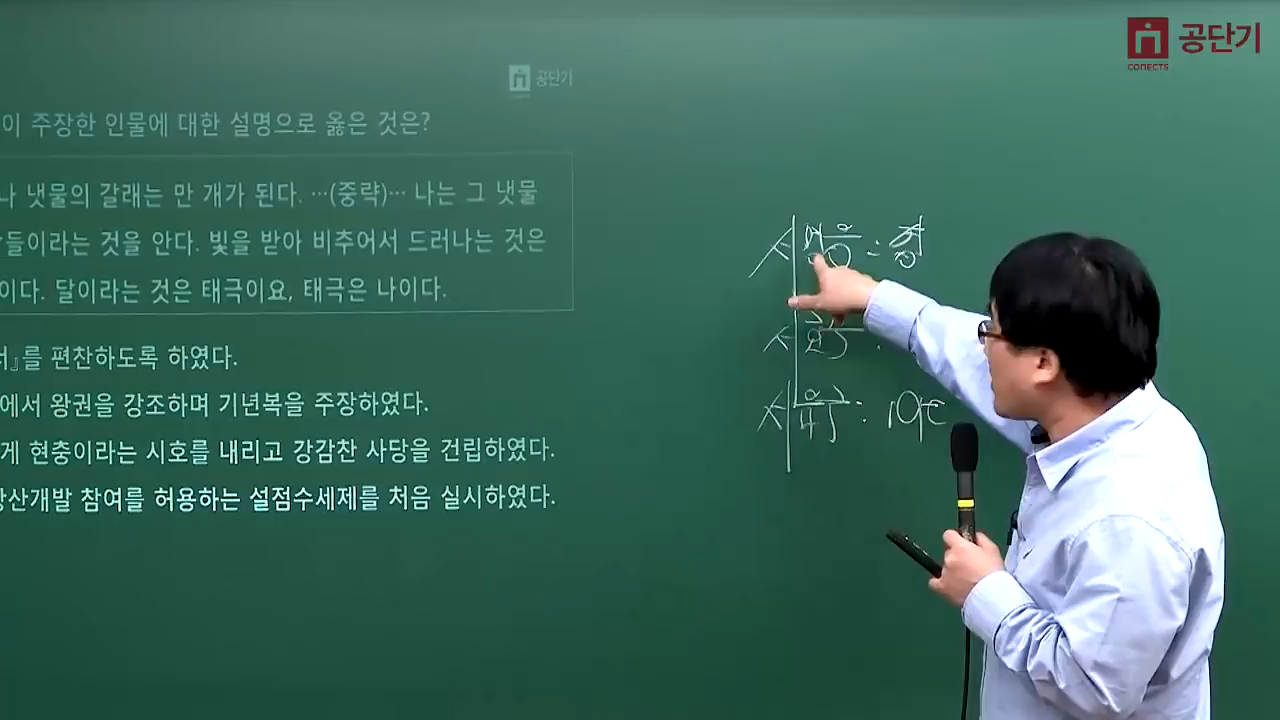 공단기
CONECTS
공단기
이 주장한 인물에 대한 설명으로 옳은 것은?
나 냇물의 갈래는 만 개가 된다. …(중략)… 나는 그 냇물
들이라는 것을 안다. 빛을 받아 비추어서 드러나는 것은
이다. 달이라는 것은 태극이요, 태극은 나이다.
』를 편찬하도록 하였다.
에서 왕권을 강조하며 기년복을 주장하였다.
게 현충이라는 시호를 내리고 강감찬 사당을 건립하였다.
광산개발 참여를 허용하는 설점수세제를 처음 실시하였다.